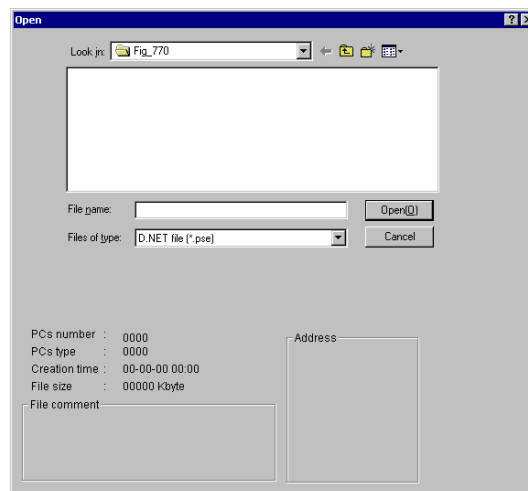 Open
Look in: Fig_770
File name:
Open(O)
Files of type: D.NET file (*.pse)
Cancel
PCs number : 0000
PCs type : 0000
Creation time : 00-00-00 00:00
File size : 00000 Kbyte
Address
File comment